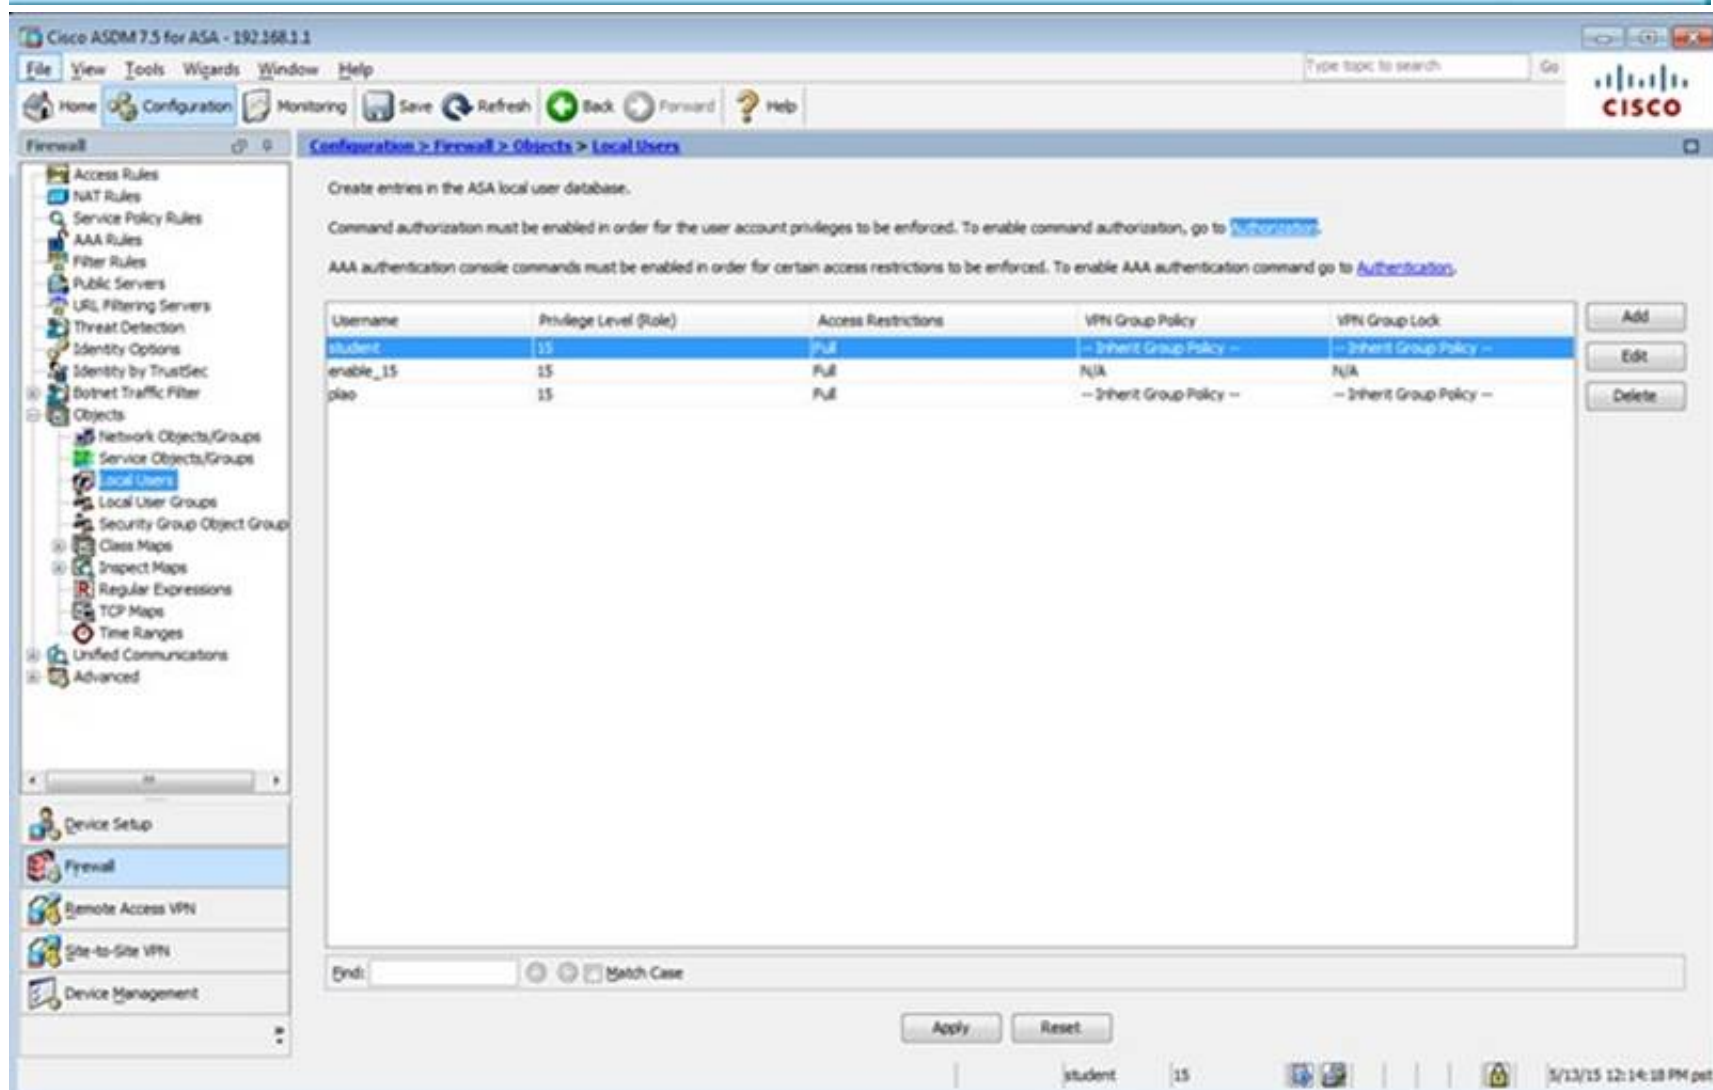 Cisco ASDM 7.5 for ASA - 192.168.1.1
File View Tools Wizards Window Help
Type topic to search Go
Home Configuration Monitoring Save Refresh Back Forward Help
CISCO
Firewall
Configuration > Firewall > Objects > Local Users
Access Rules
NAT Rules
Service Policy Rules
AAA Rules
Filter Rules
Public Servers
URL Filtering Servers
Threat Detection
Identity Options
Identity by TrustSec
Botnet Traffic Filter
Objects
Network Objects/Groups
Service Objects/Groups
Local Users
Local User Groups
Security Group Object Group
Class Maps
Inspect Maps
Regular Expressions
TCP Maps
Time Ranges
Unified Communications
Advanced
Device Setup
Firewall
Remote Access VPN
Site-to-Site VPN
Device Management
Create entries in the ASA local user database.
Command authorization must be enabled in order for the user account privileges to be enforced. To enable command authorization, go to Authorization.
AAA authentication console commands must be enabled in order for certain access restrictions to be enforced. To enable AAA authentication command go to Authentication.
Username Privilege Level (Role) Access Restrictions VPN Group Policy VPN Group Lock
student 15 Full -- Inherit Group Policy -- -- Inherit Group Policy --
enable_15 15 Full N/A N/A
piao 15 Full -- Inherit Group Policy -- -- Inherit Group Policy --
Add
Edit
Delete
Find: Match Case
Apply Reset
student 15 5/13/15 12:14:18 PM pst